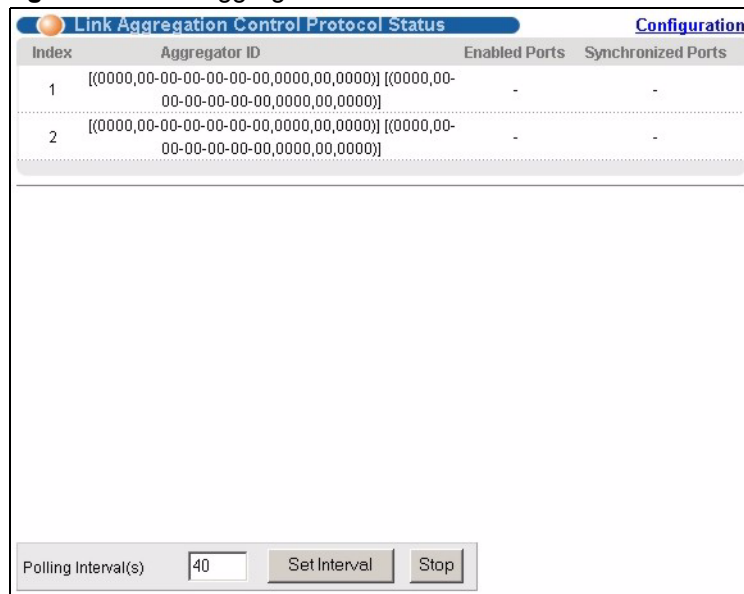 Link Aggregation Control Protocol Status Configuration
Index Aggregator ID Enabled Ports Synchronized Ports
1 [(0000,00-00-00-00-00-00,0000,00,0000)] [(0000,00-
00-00-00-00-00,0000,00,0000)] - -
2 [(0000,00-00-00-00-00-00,0000,00,0000)] [(0000,00-
00-00-00-00-00,0000,00,0000)] - -
Polling Interval(s) 40 Set Interval Stop